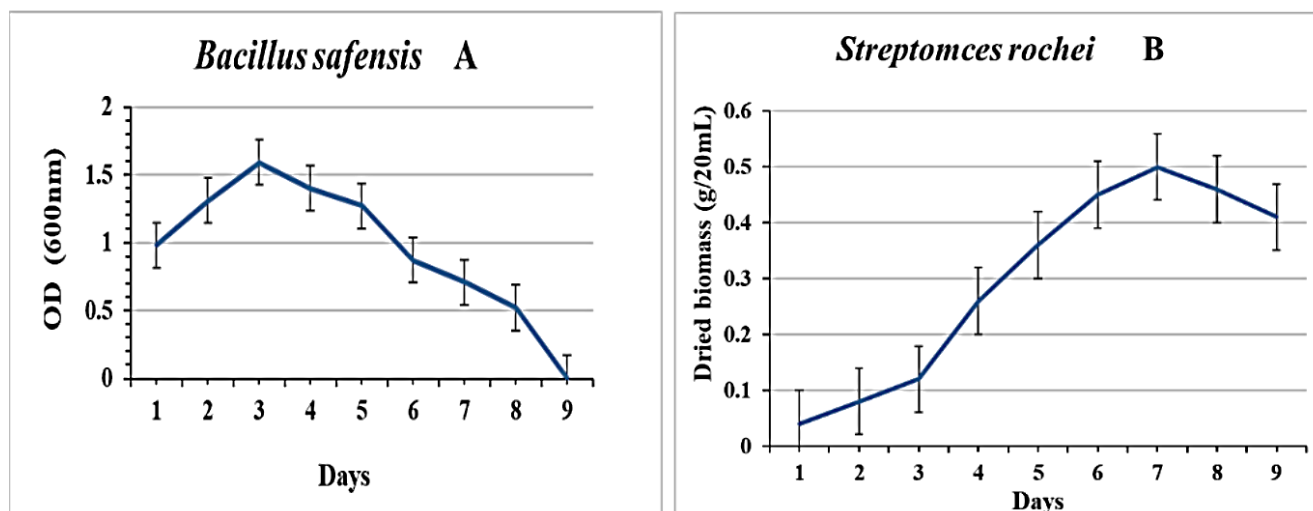 Bacillus safensis A
OD (600nm)
2
1.5
1
0.5
0
1 2 3 4 5 6 7 8 9
Days
Streptomces rochei B
Dried biomass (g/20mL)
0.6
0.5
0.4
0.3
0.2
0.1
0
1 2 3 4 5 6 7 8 9
Days